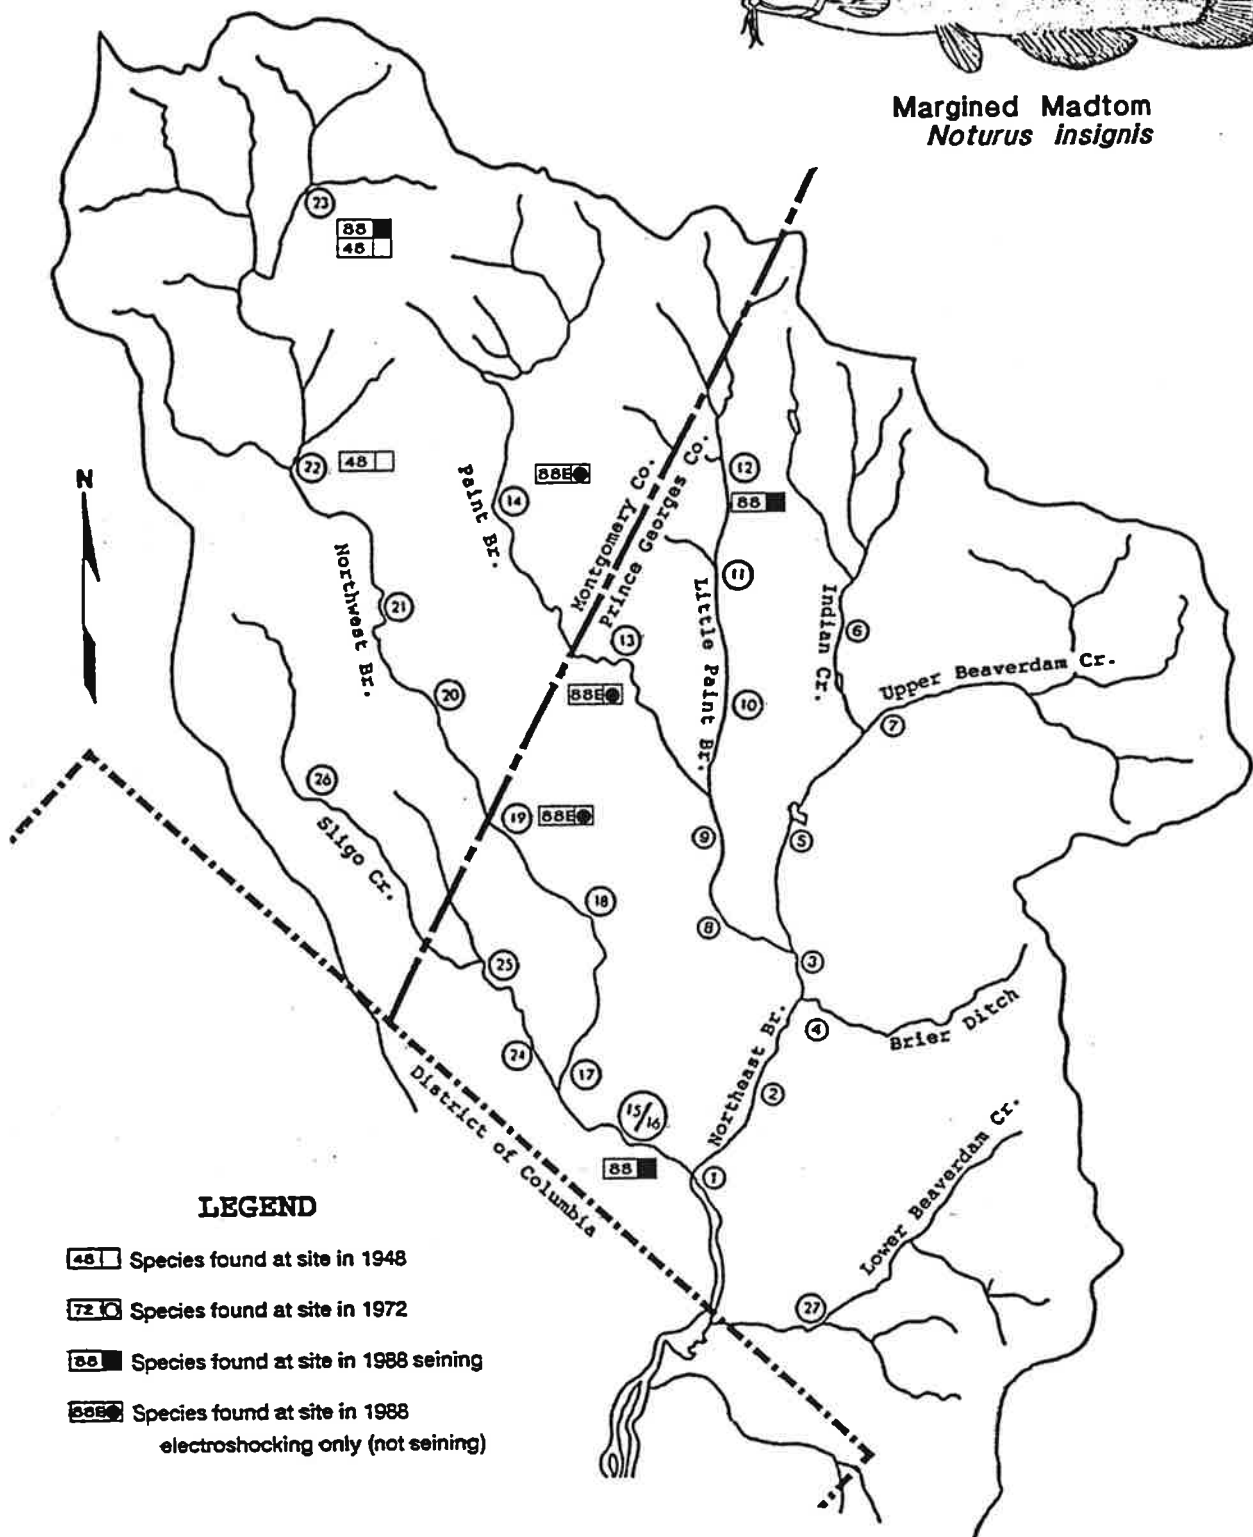 Margined Madtom
Noturus insignis
23
88
48
22
48
N
Paint Br.
14
88E
Montgomery Co.
Prince Georges Co.
12
88
11
Northwest Br.
21
Little Paint Br.
Indian Cr.
6
13
88E
Upper Beaverdam Cr.
20
10
7
26
Sligo Cr.
19
88E
9
5
18
8
3
25
4
Brier Ditch
24
17
Northeast Br.
2
15/16
88
1
District of Columbia
Lower Beaverdam Cr.
27
LEGEND
48 Species found at site in 1948
72 Species found at site in 1972
88 Species found at site in 1988 seining
88E Species found at site in 1988
electroshocking only (not seining)